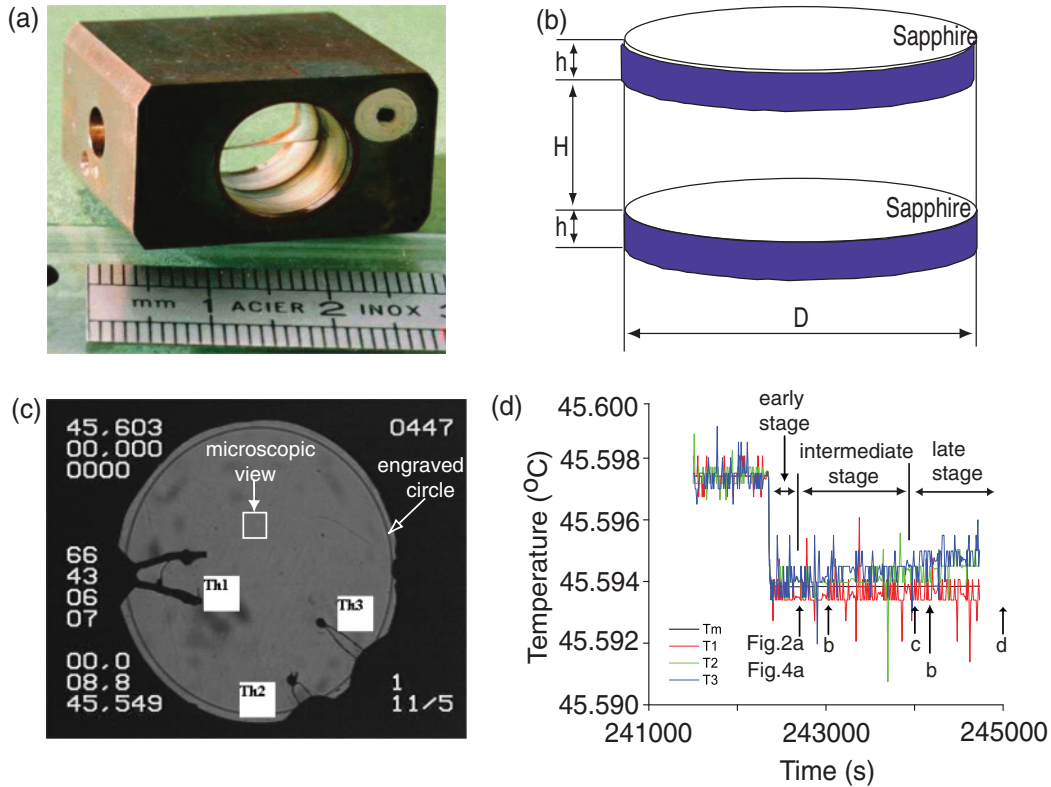 (a)
mm 1 ACIER 2 INOX
(b)
Sapphire
h
H
Sapphire
h
D
(c)
45,603
00,000
0000
0447
microscopic
view
engraved
circle
66
43
06
07
Th1
Th3
Th2
00,0
08,8
45,549
1
11/5
(d)
Temperature (°C)
45.600
45.598
45.596
45.594
45.592
45.590
early
stage
intermediate
stage
late
stage
Tm
T1
T2
T3
Fig.2a
Fig.4a
b
c
b
d
241000
243000
245000
Time (s)